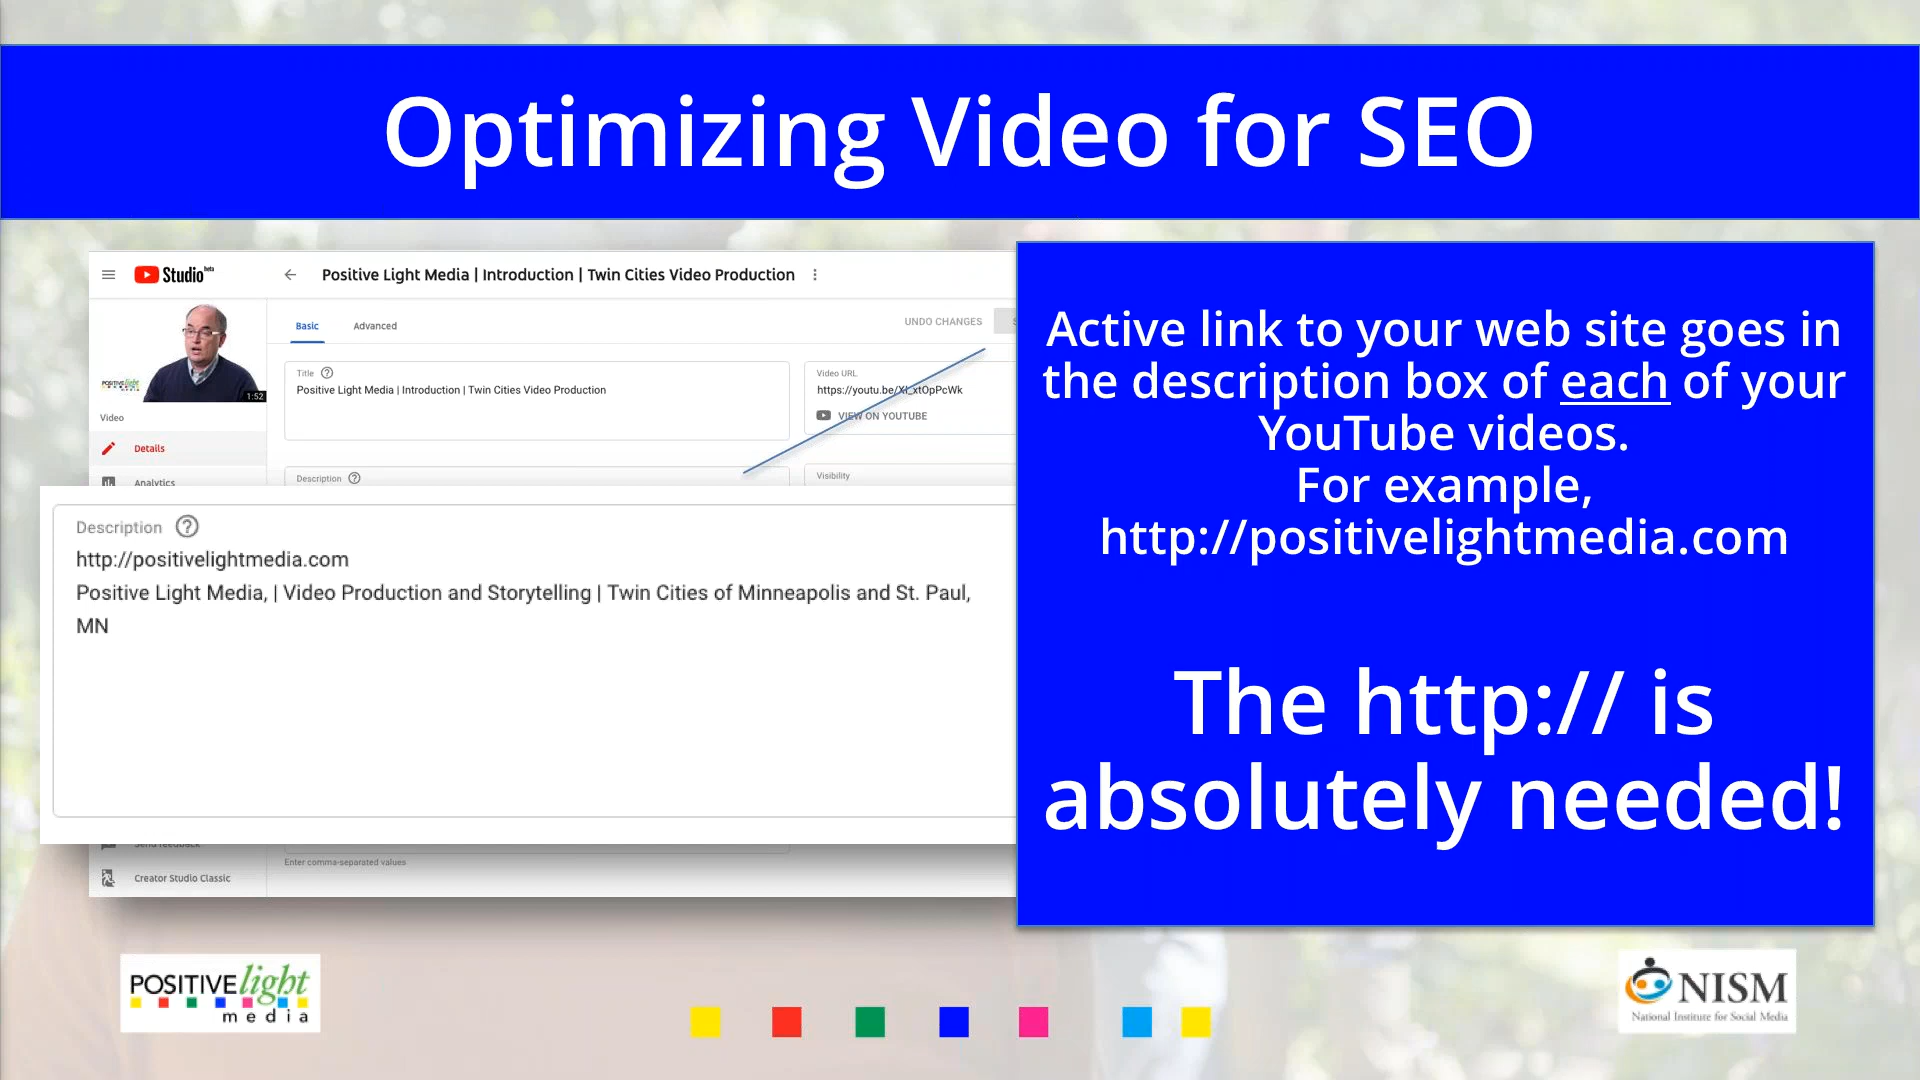 Optimizing Video for SEO
Studio beta
Positive Light Media | Introduction | Twin Cities Video Production
Basic
Advanced
UNDO CHANGES
1:52
Video
Details
Analytics
Title
Positive Light Media | Introduction | Twin Cities Video Production
Video URL
VIEW ON YOUTUBE
Description
Visibility
Description
http://positivelightmedia.com
Positive Light Media, | Video Production and Storytelling | Twin Cities of Minneapolis and St. Paul,
MN
Send feedback
Creator Studio Classic
Enter comma-separated values
Active link to your web site goes in
the description box of each of your
YouTube videos.
For example,
http://positivelightmedia.com
The http:// is
absolutely needed!
POSITIVE light
media
NISM
National Institute for Social Media